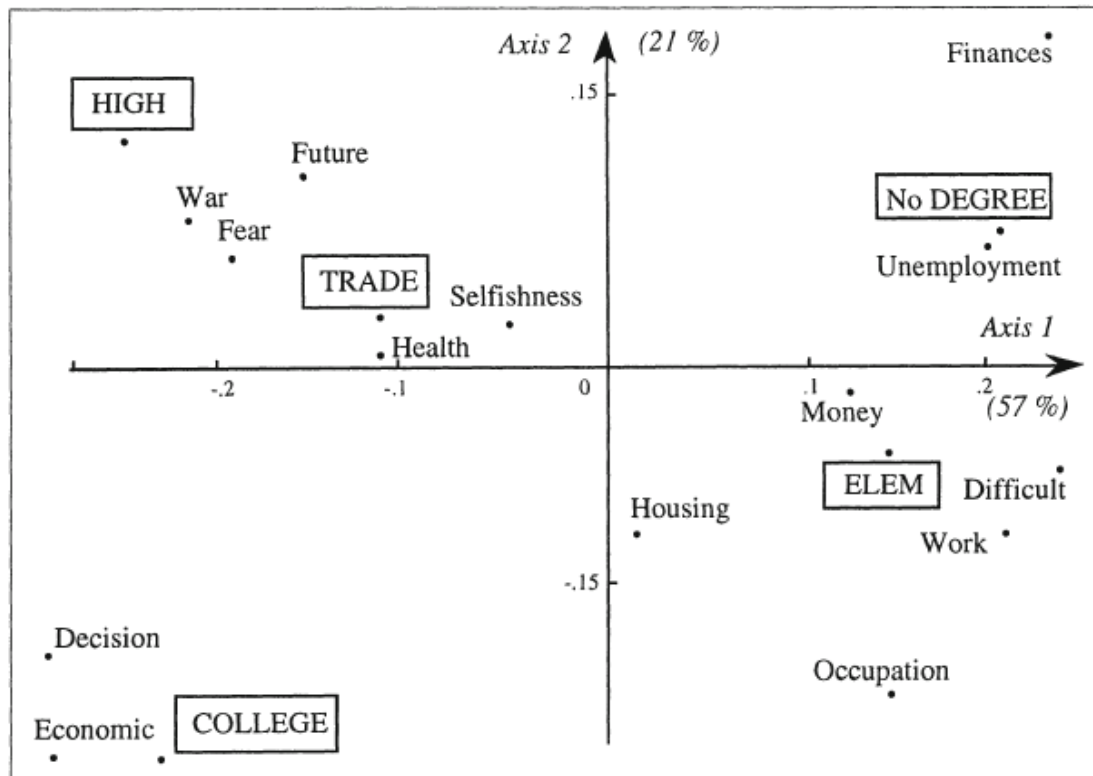 Axis 2 (21 %)
Finances
.15
HIGH
Future
War
No DEGREE
Fear
Unemployment
TRADE
Selfishness
Axis 1
Health
-.2 -.1 0 .1 .2
(57 %)
Money
ELEM
Difficult
Housing
Work
-.15
Decision
Occupation
Economic
COLLEGE